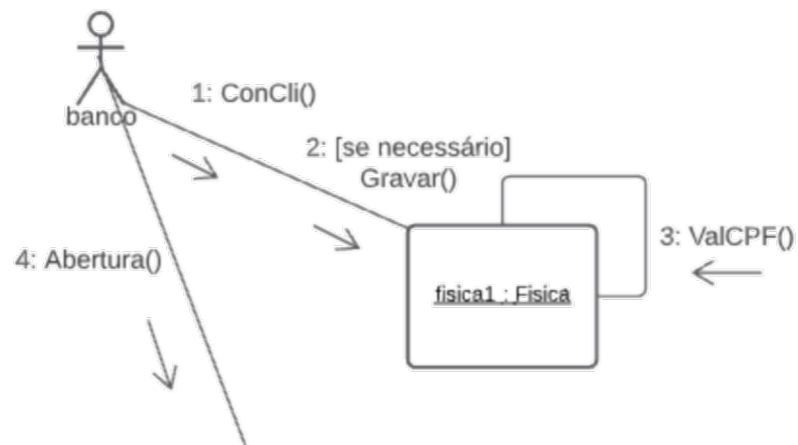 1: ConCli()
banco
2: [se necessário]
Gravar()
3: ValCPF()
4: Abertura()
fisica1 : Fisica